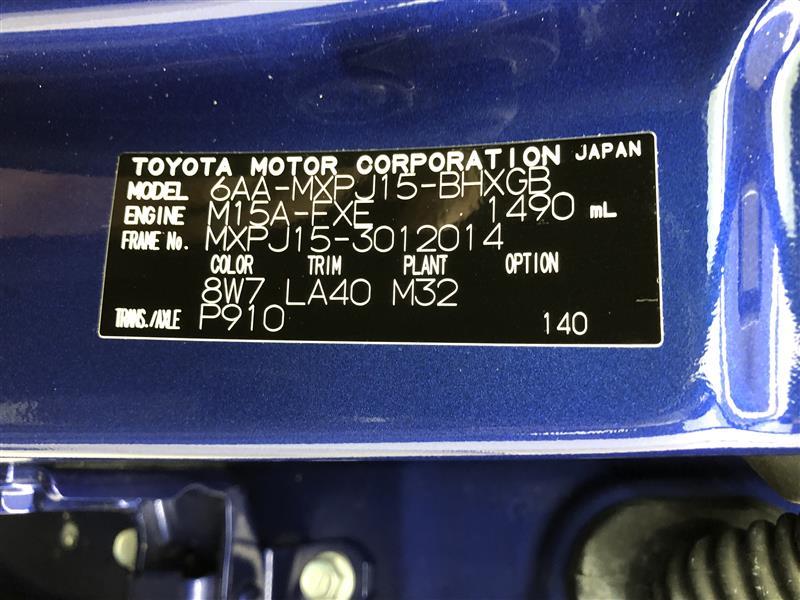 TOYOTA MOTOR CORPORATION JAPAN
MODEL 6AA-MXPJ15-BHXGB
ENGINE M15A-FXE 1490 mL
FRAME No. MXPJ15-3012014
COLOR TRIM PLANT OPTION
8W7 LA40 M32
TRANS./AXLE P910 140